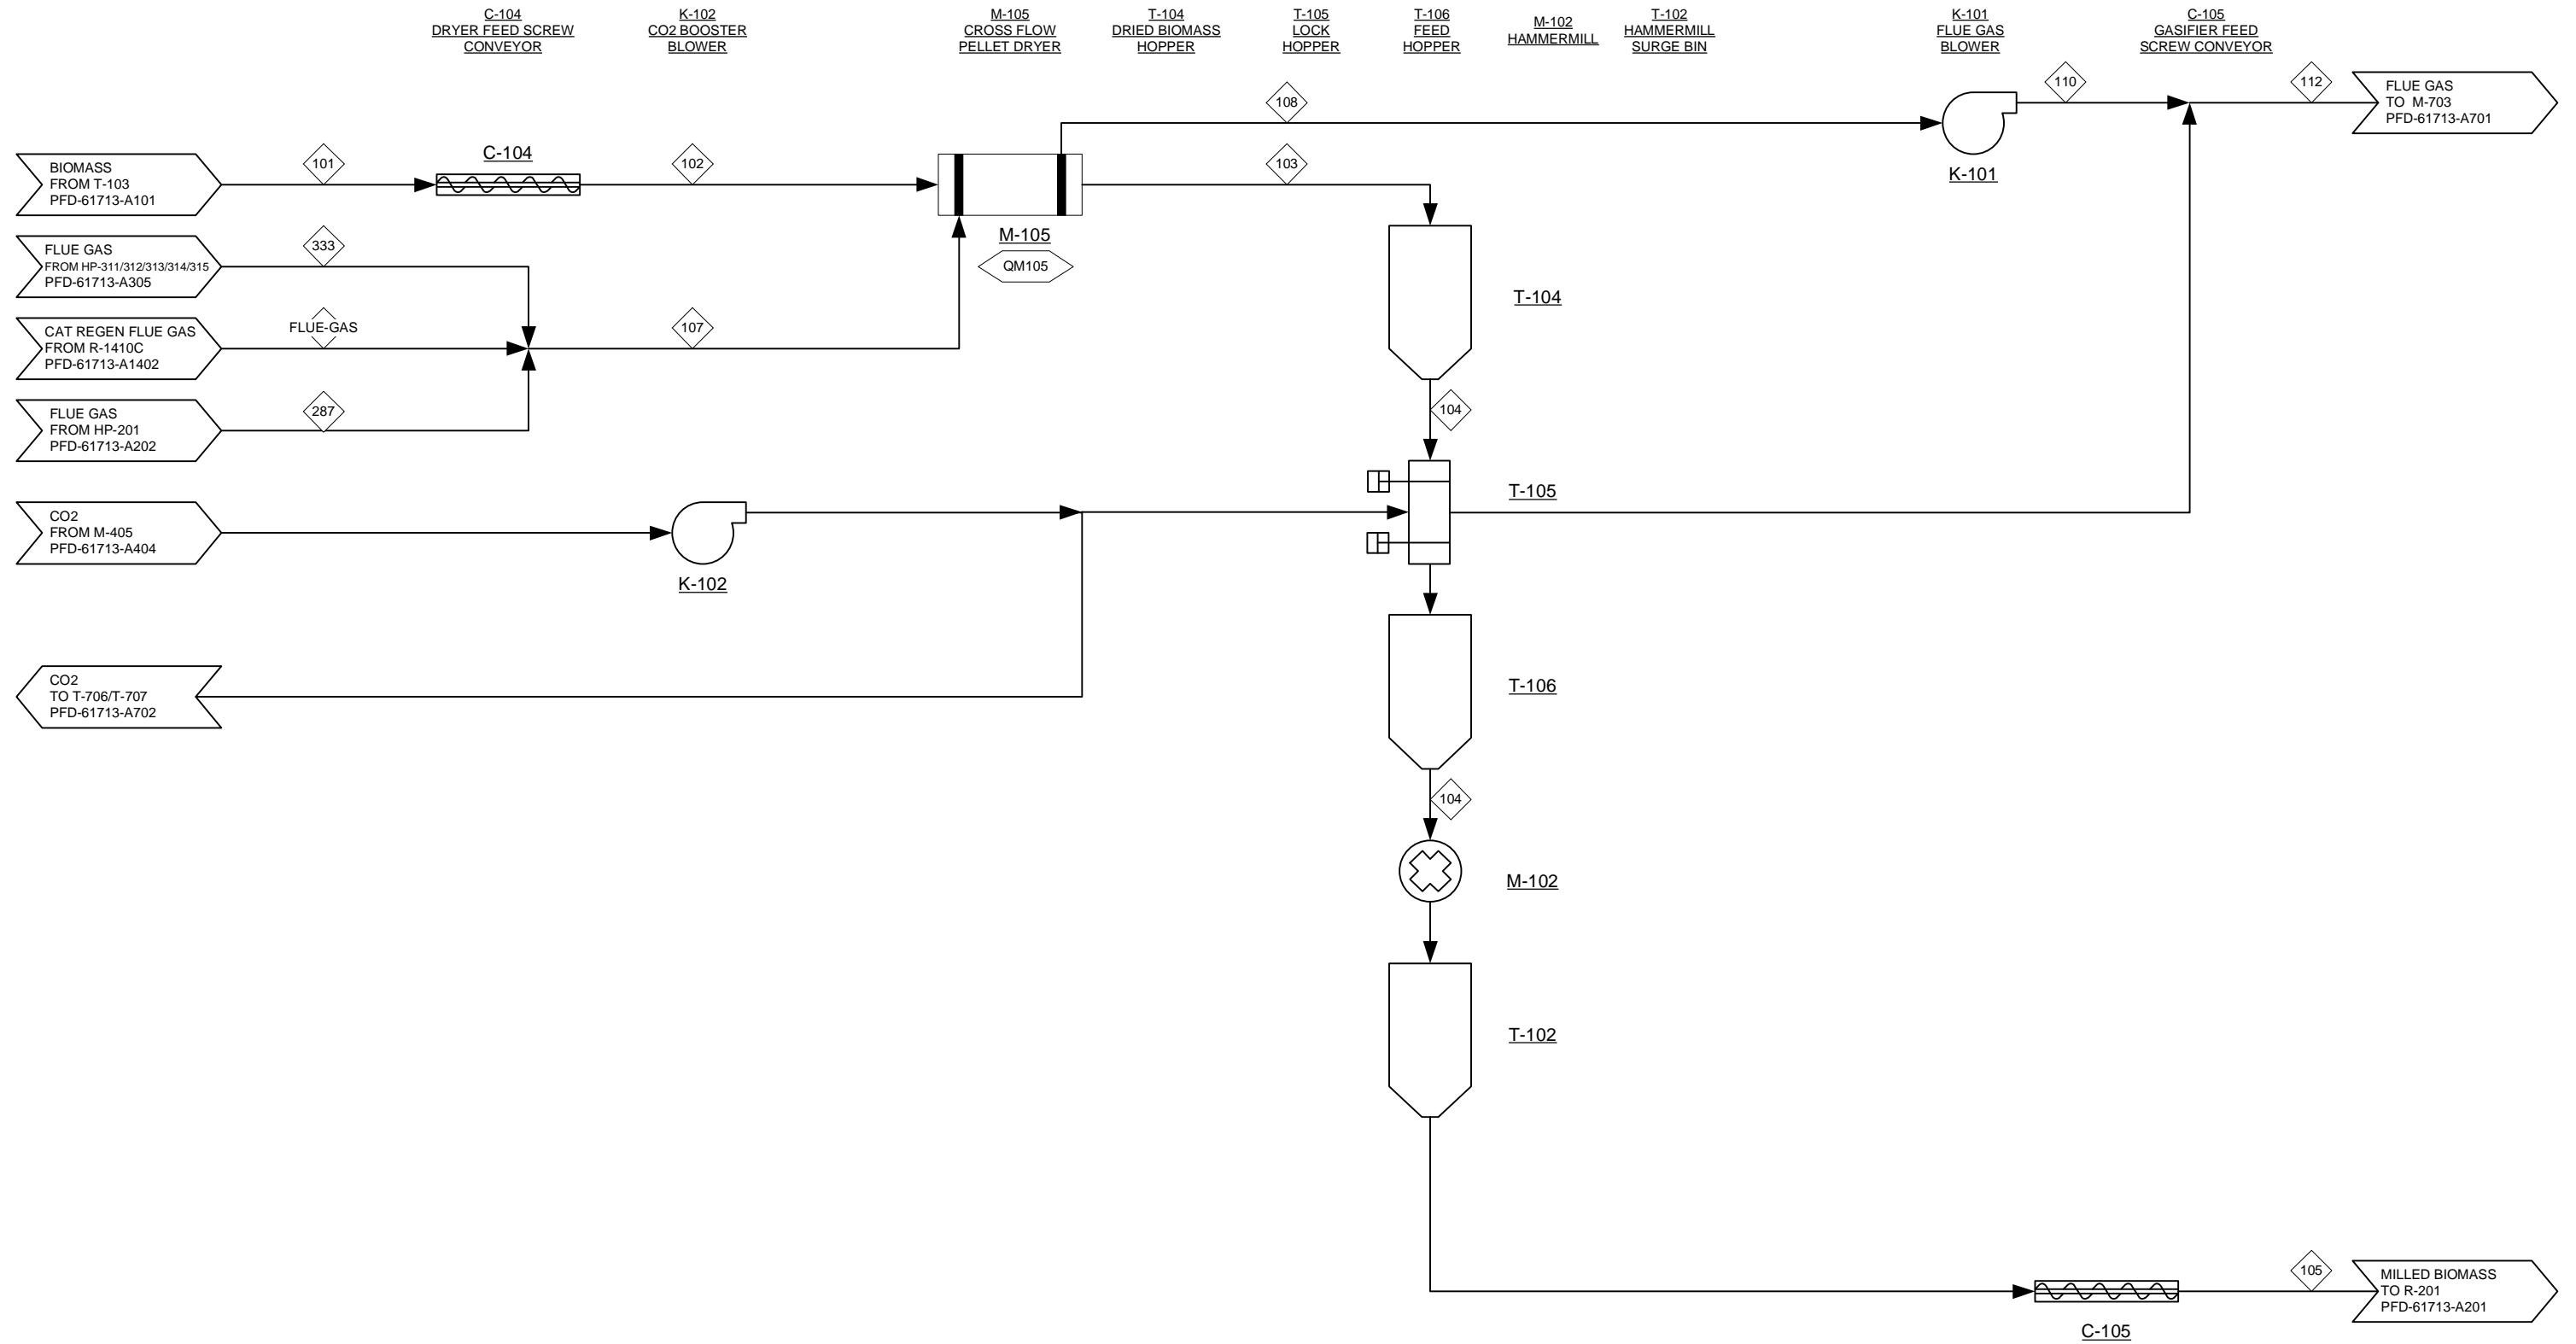 C-104
DRYER FEED SCREW
CONVEYOR
K-102
CO2 BOOSTER
BLOWER
M-105
CROSS FLOW
PELLET DRYER
T-104
DRIED BIOMASS
HOPPER
T-105
LOCK
HOPPER
T-106
FEED
HOPPER
M-102
HAMMERMILL
T-102
HAMMERMILL
SURGE BIN
K-101
FLUE GAS
BLOWER
C-105
GASIFIER FEED
SCREW CONVEYOR
108
110
112
FLUE GAS
TO M-703
PFD-61713-A701
K-101
BIOMASS
FROM T-103
PFD-61713-A101
101
C-104
102
103
M-105
QM105
FLUE GAS
FROM HP-311/312/313/314/315
PFD-61713-A305
333
T-104
CAT REGEN FLUE GAS
FROM R-1410C
PFD-61713-A1402
FLUE-GAS
107
FLUE GAS
FROM HP-201
PFD-61713-A202
287
104
CO2
FROM M-405
PFD-61713-A404
K-102
T-105
CO2
TO T-706/T-707
PFD-61713-A702
T-106
104
M-102
T-102
105
MILLED BIOMASS
TO R-201
PFD-61713-A201
C-105